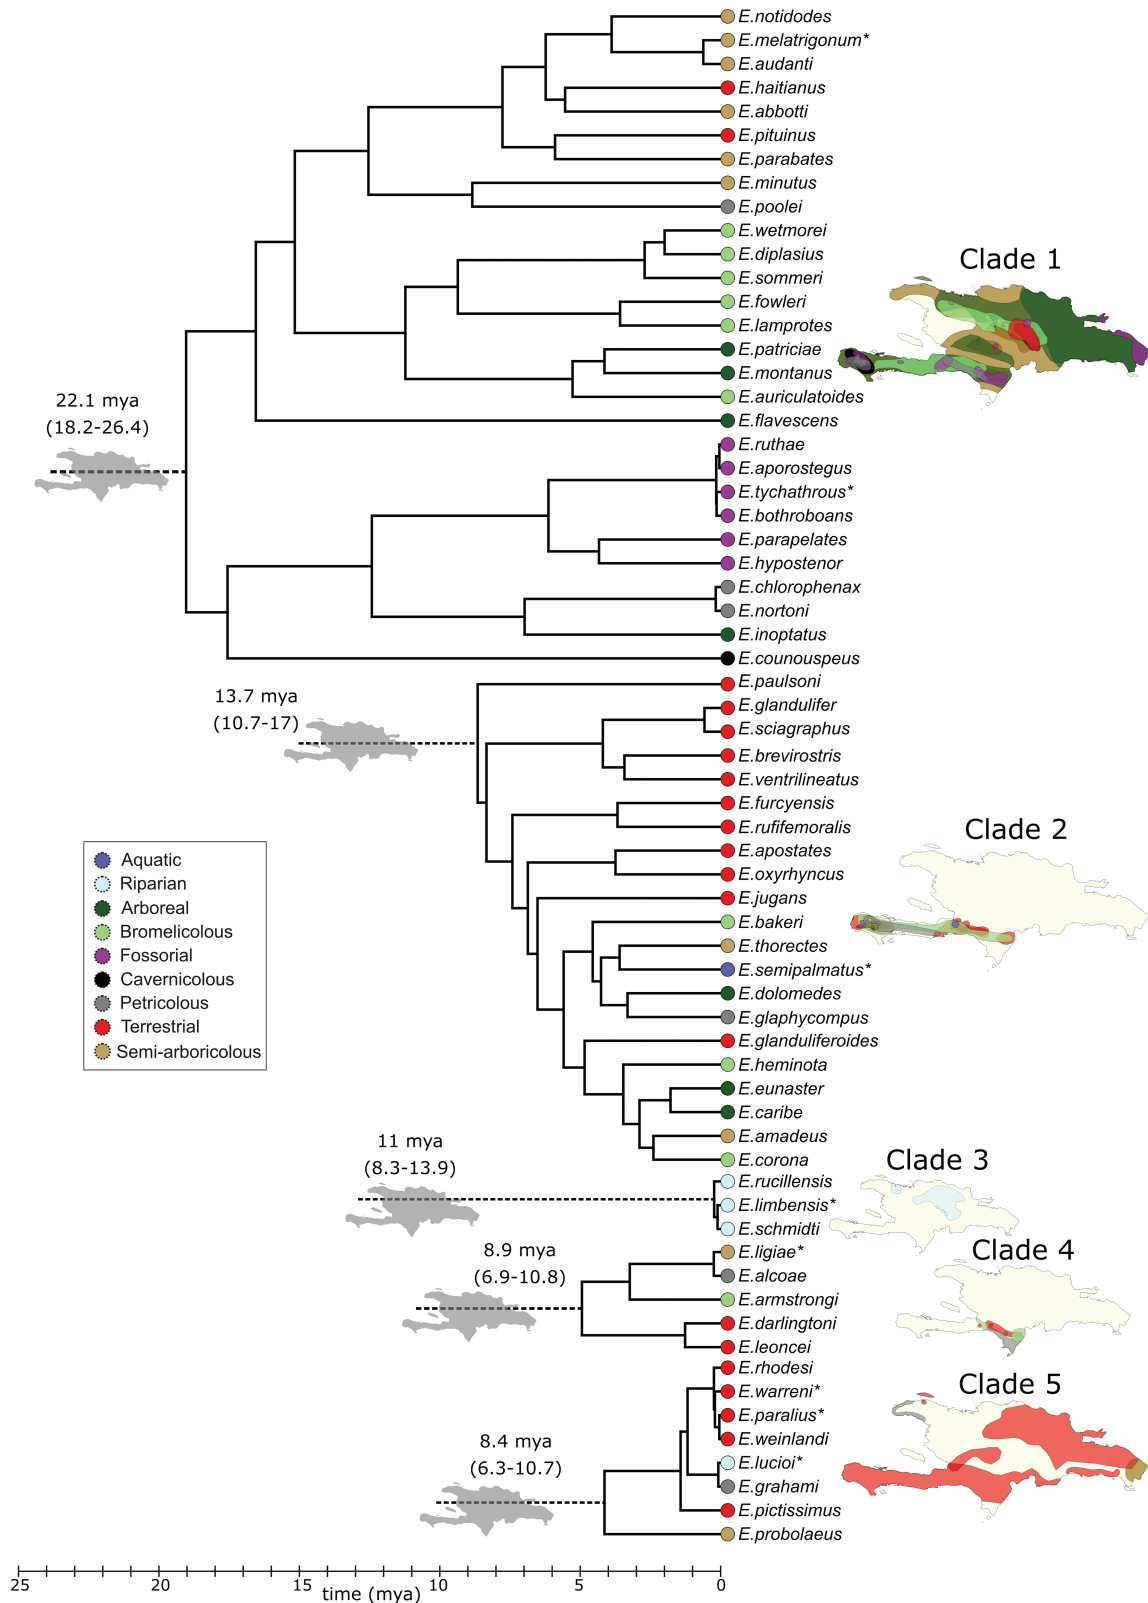 E.notidodes
E.melatrigonum*
E.audanti
E.haitianus
E.abbotti
E.pituinus
E.parabates
E.minutus
E.poolei
E.wetmorei
E.diplasius
E.sommeri
E.fowleri
E.lamprotes
E.patriciae
E.montanus
E.auriculatoides
E.flavescens
E.ruthae
E.aporostegus
E.tychathrous*
E.bothroboans
E.parapelates
E.hypostenor
E.chlorophenax
E.nortoni
E.inoptatus
E.counouspeus
Clade 1
22.1 mya
(18.2-26.4)
E.paulsoni
E.glandulifer
E.sciagraphus
E.brevirostris
E.ventrilineatus
E.furcyensis
E.rufifemoralis
E.apostates
E.oxyrhyncus
E.jugans
E.bakeri
E.thorectes
E.semipalmatus*
E.dolomedes
E.glaphycompus
E.glanduliferoides
E.heminota
E.eunaster
E.caribe
E.amadeus
E.corona
Clade 2
13.7 mya
(10.7-17)
Aquatic
Riparian
Arboreal
Bromelicolous
Fossorial
Cavernicolous
Petricolous
Terrestrial
Semi-arboricolous
E.rucillensis
E.limbensis*
E.schmidti
Clade 3
11 mya
(8.3-13.9)
E.ligiae*
E.alcoae
E.armstrongi
E.darlingtoni
E.leoncei
Clade 4
8.9 mya
(6.9-10.8)
E.rhodesi
E.warreni*
E.paralius*
E.weinlandi
E.lucioi*
E.grahami
E.pictissimus
E.probolaeus
Clade 5
8.4 mya
(6.3-10.7)
25 20 15 10 5 0
time (mya)